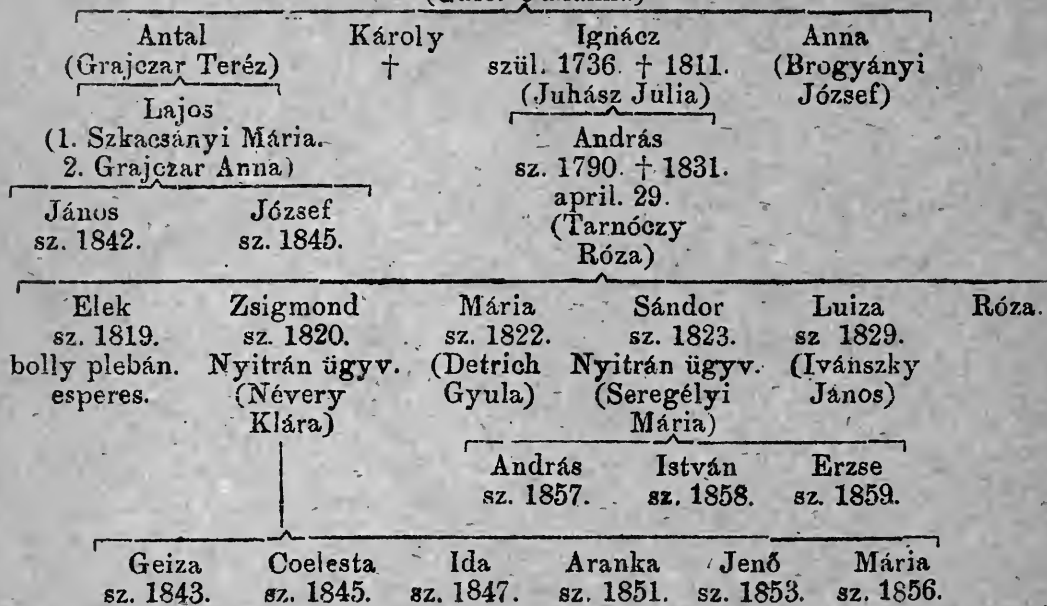 Antal Károly Ignácz Anna
(Grajczar Teréz) † szül. 1736. † 1811. (Brogyányi
(Juhász Julia) József)
Lajos
(1. Szkacsányi Mária. András
2. Grajczar Anna) sz. 1790. † 1831.
april. 29.
János József (Tarnóczy
sz. 1842. sz. 1845. Róza)
Elek Zsigmond Mária Sándor Luiza Róza.
sz. 1819. sz. 1820. sz. 1822. sz. 1823. sz 1829.
bolly plebán. Nyitrán ügyv. (Detrich Nyitrán ügyv. (Ivánszky
esperes. (Névery Gyula) (Seregélyi János)
Klára) Mária)
András István Erzse
sz. 1857. sz. 1858. sz. 1859.
Geiza Coelesta Ida Aranka Jenő Mária
sz. 1843. sz. 1845. sz. 1847. sz. 1851. sz. 1853. sz. 1856.